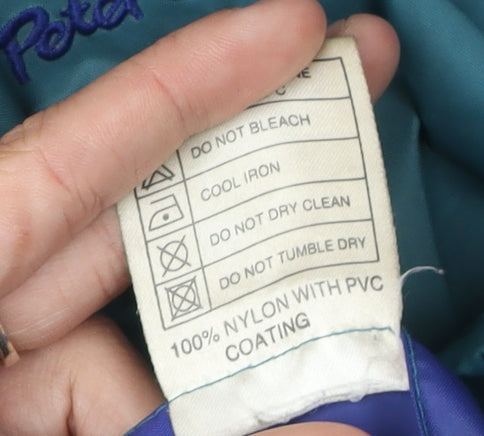 Peter
DO NOT BLEACH
COOL IRON
DO NOT DRY CLEAN
DO NOT TUMBLE DRY
100% NYLON WITH PVC
COATING